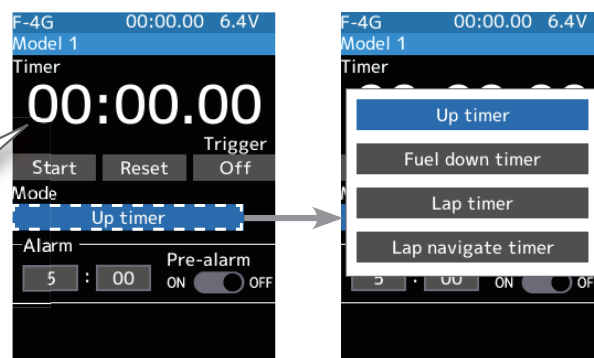 F-4G 00:00.00 6.4V
Model 1
Timer
00:00.00
Trigger
Start Reset Off
Mode
Up timer
Alarm
Pre-alarm
5 : 00 ON OFF
F-4G 00:00.00 6.4V
Model 1
Timer
Up timer
Fuel down timer
Lap timer
Lap navigate timer
ON